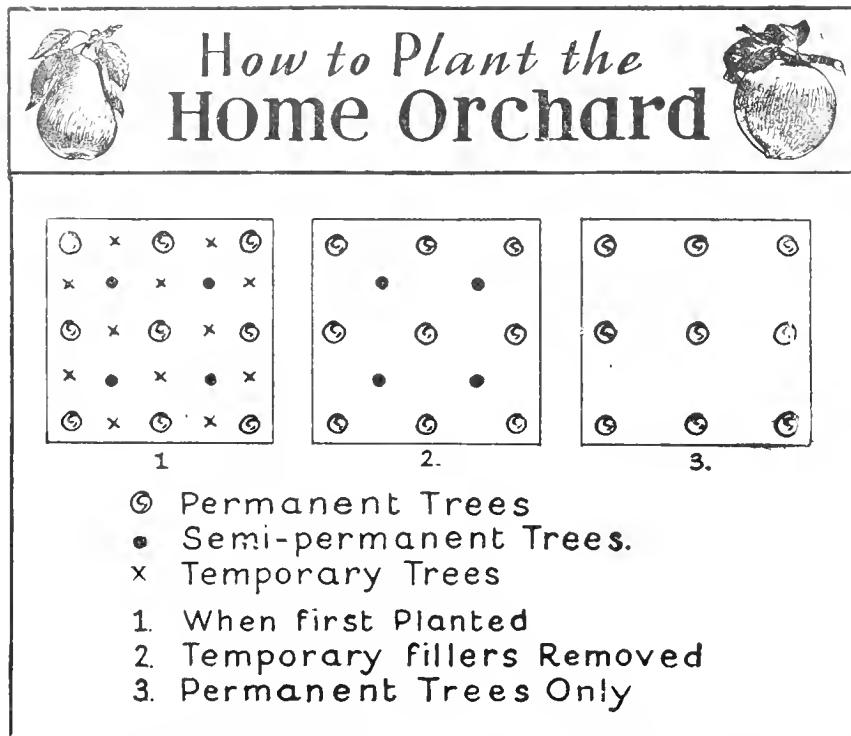 How to Plant the
Home Orchard
1 2. 3.
Permanent Trees
Semi-permanent Trees.
× Temporary Trees
1. When first Planted
2. Temporary fillers Removed
3. Permanent Trees Only